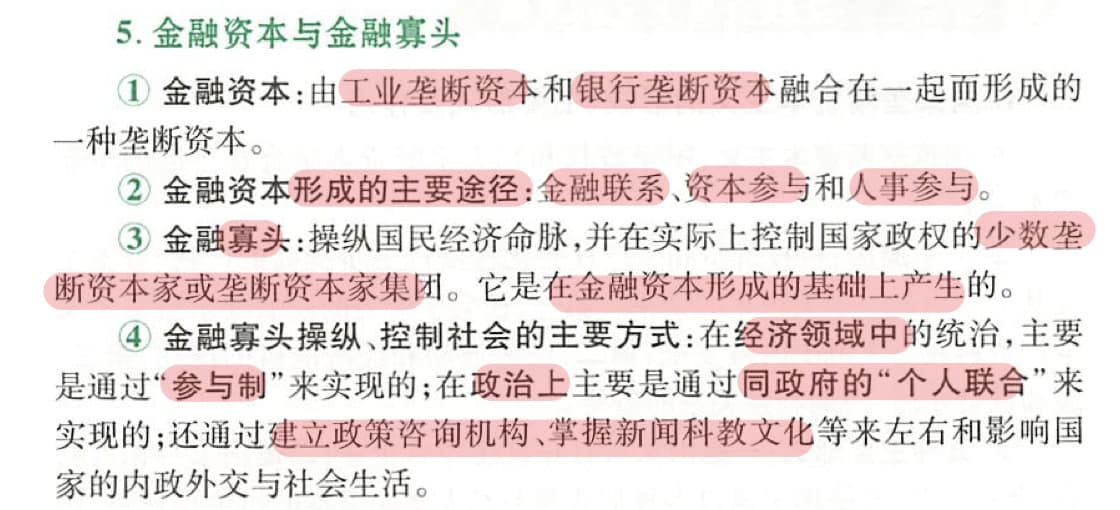 5. 金融资本与金融寡头
① 金融资本:由工业垄断资本和银行垄断资本融合在一起而形成的
一种垄断资本。
② 金融资本形成的主要途径:金融联系、资本参与和人事参与。
③ 金融寡头:操纵国民经济命脉,并在实际上控制国家政权的少数垄
断资本家或垄断资本家集团。它是在金融资本形成的基础上产生的。
④ 金融寡头操纵、控制社会的主要方式:在经济领域中的统治,主要
是通过“参与制”来实现的;在政治上主要是通过同政府的“个人联合”来
实现的;还通过建立政策咨询机构、掌握新闻科教文化等来左右和影响国
家的内政外交与社会生活。